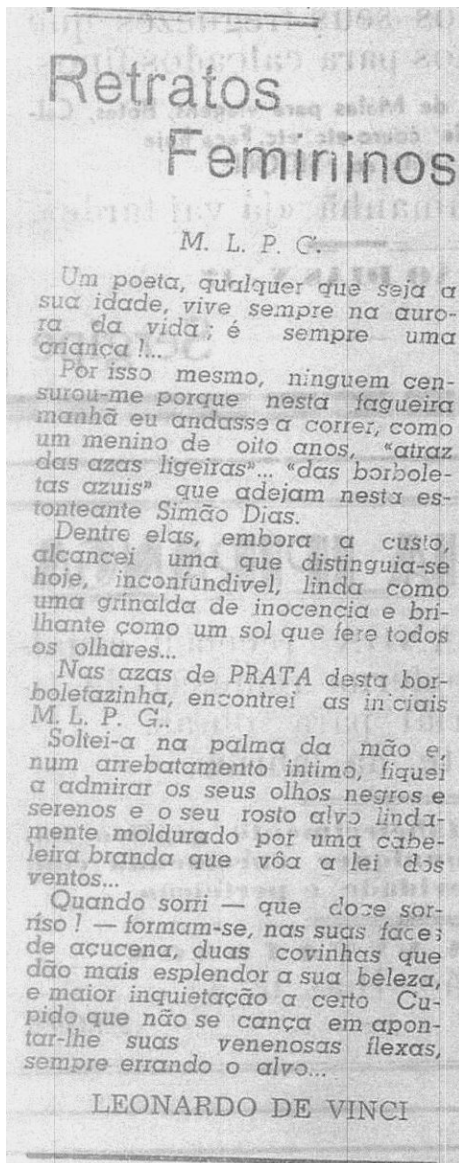 Retratos
Femininos
M. L. P. G.
Um poeta, qualquer que seja a
sua idade, vive sempre na auro-
ra da vida; é sempre uma
criança!...
Por isso mesmo, ninguem cen-
surou-me porque nesta fagueira
manhã eu andasse a correr, como
um menino de oito anos, "atraz
das azas ligeiras"... "das borbole-
tas azuis" que adejam nesta es-
tonteante Simão Dias.
Dentre elas, embora a custo,
alcancei uma que distinguia-se
hoje, inconfundivel, linda como
uma grinalda de inocencia e bri-
lhante como um sol que fere todos
os olhares...
Nas azas de PRATA desta bor-
boletazinha, encontrei as iniciais
M. L. P. G..
Soltei-a na palma da mão e,
num arrebatamento intimo, fiquei
a admirar os seus olhos negros e
serenos e o seu rosto alvo linda-
mente moldurado por uma cabe-
leira branda que vôa a lei dos
ventos...
Quando sorri — que doce sor-
riso! — formam-se, nas suas faces
de açucena, duas covinhas que
dão mais esplendor a sua beleza,
e maior inquietação a certo Cu-
pido que não se cança em apon-
tar-lhe suas venenosas flexas,
sempre errando o alvo...
LEONARDO DE VINCI